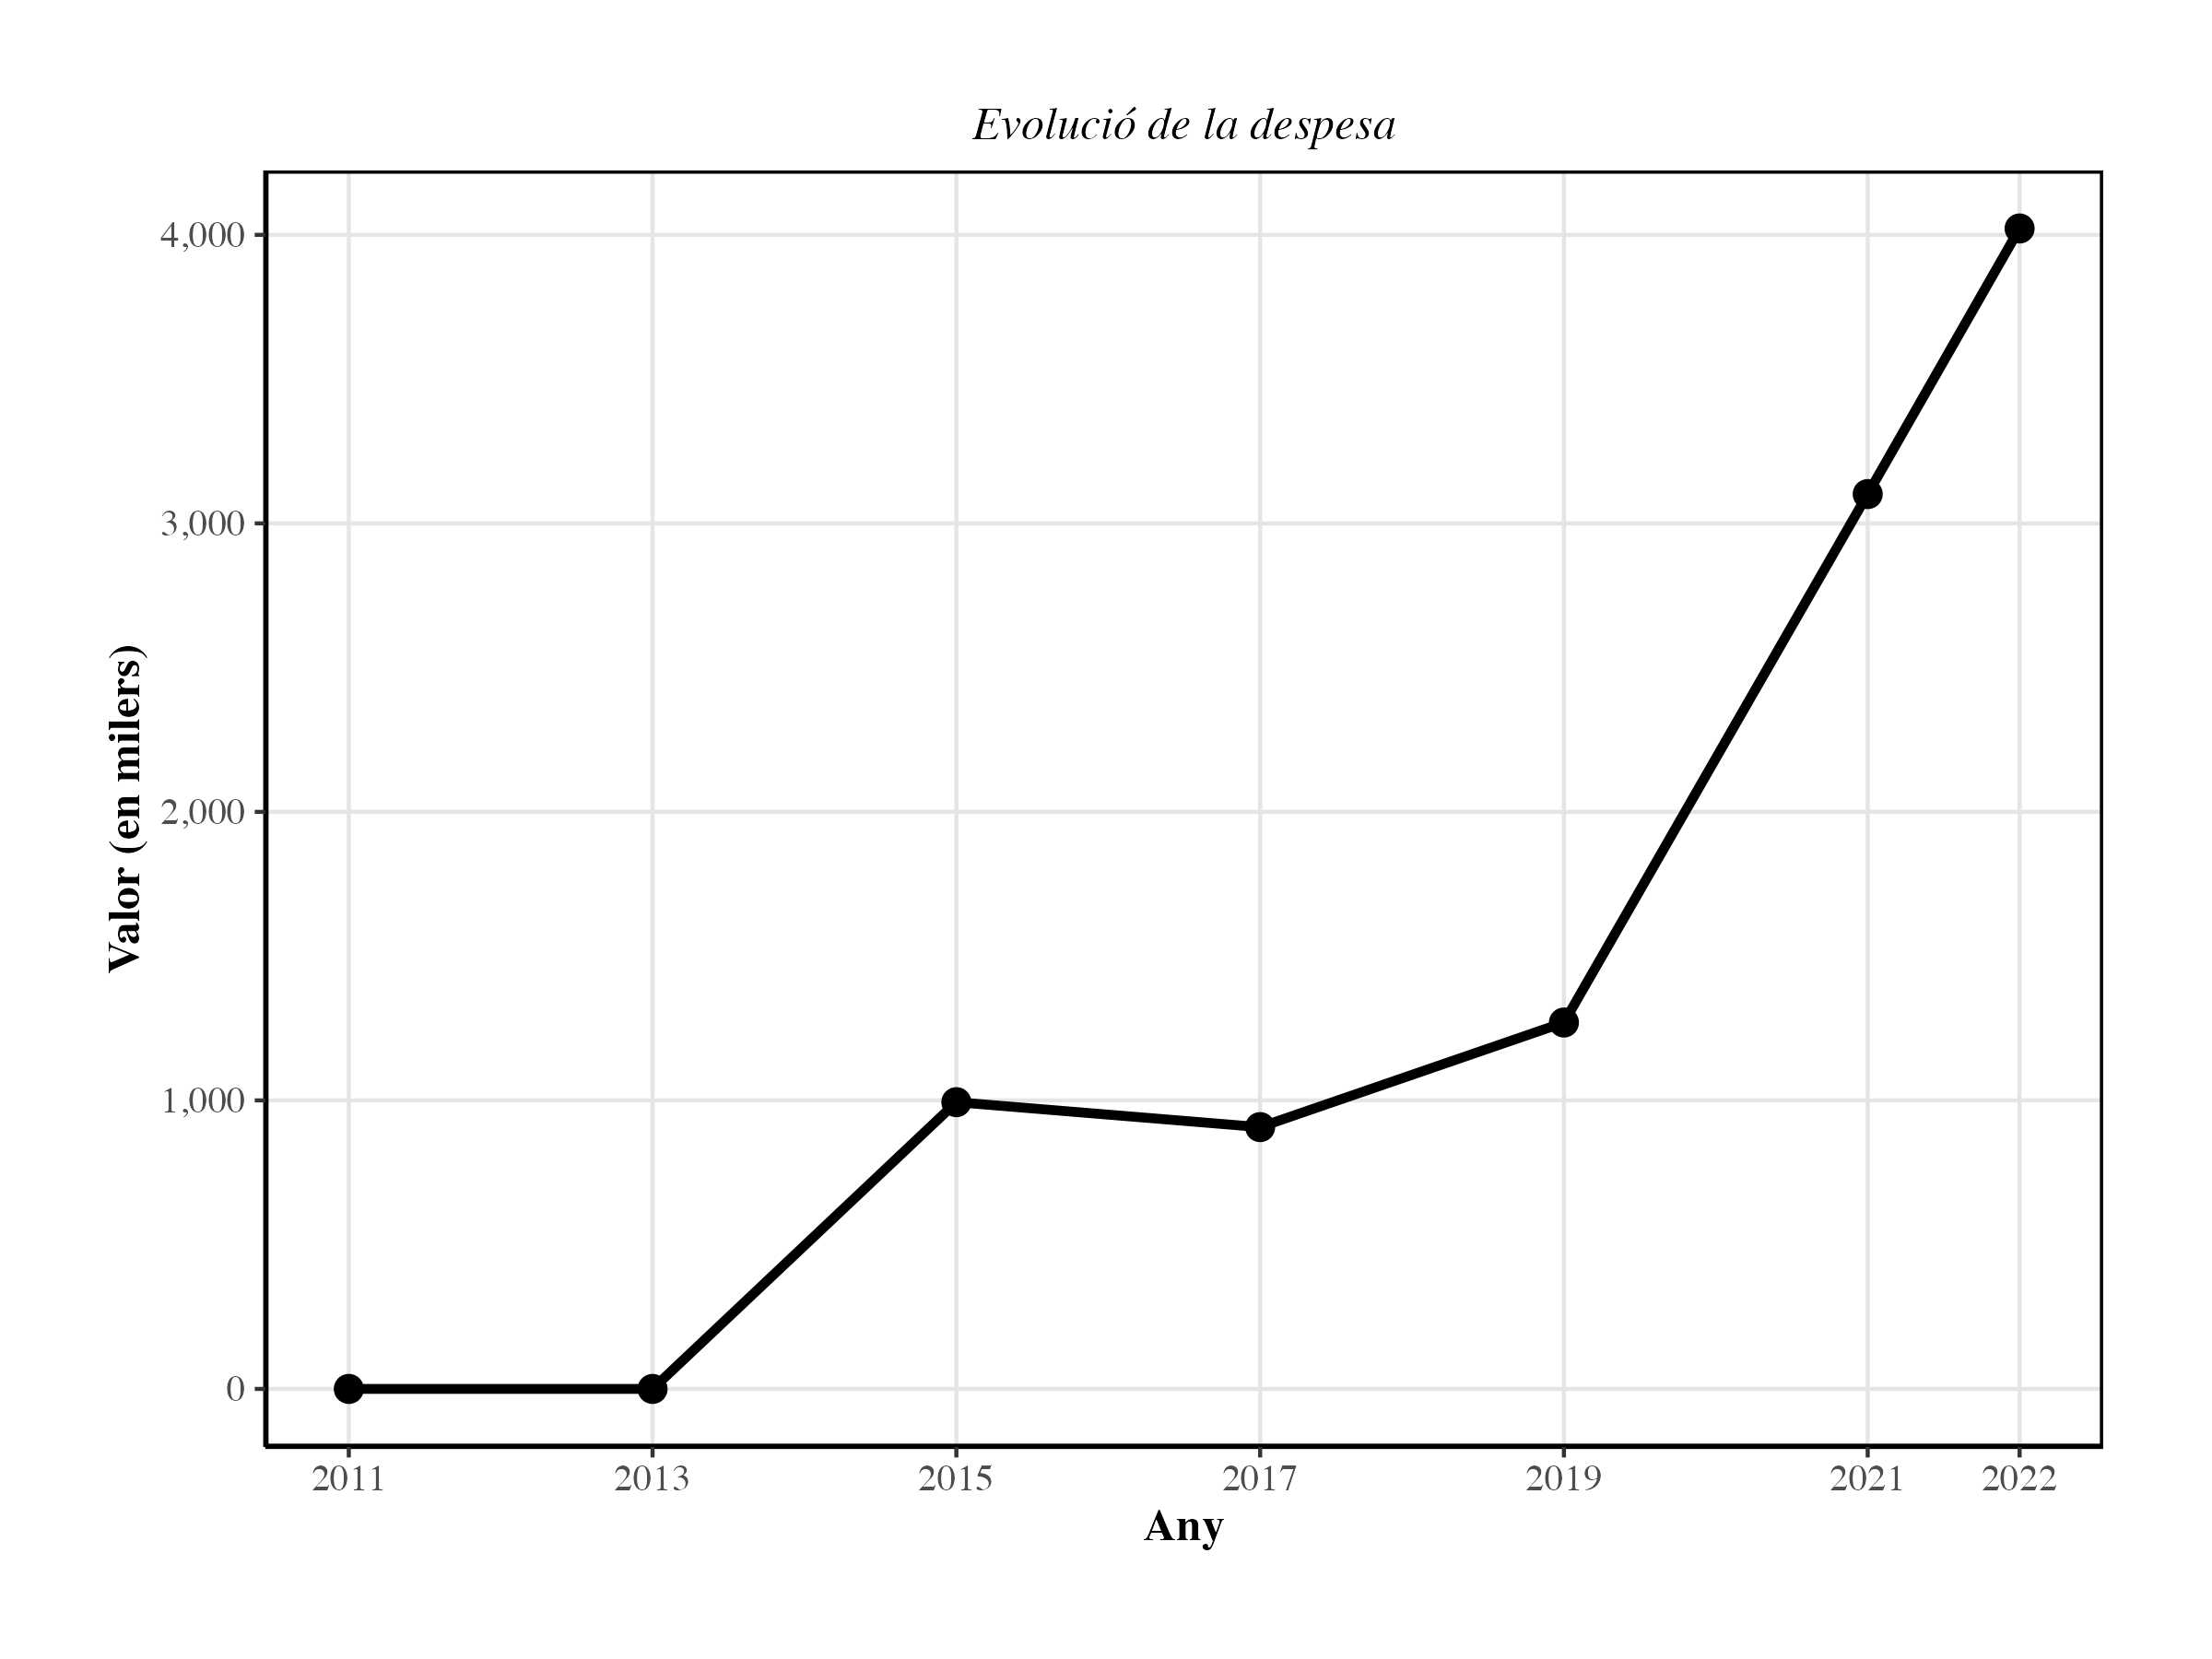 Evolució de la despesa
Valor (en milers)
4,000
3,000
2,000
1,000
0
2011 2013 2015 2017 2019 2021 2022
Any